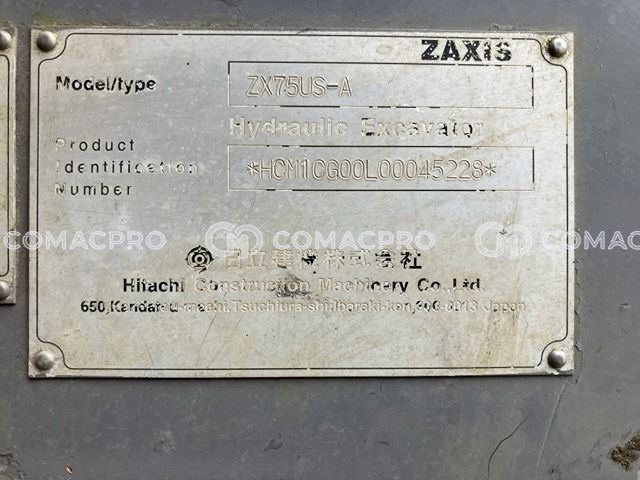 ZAXIS
Model/type ZX75US-A
Hydraulic Excavator
Product
Identification
Number *HCM1CG00L00045228*
COMACPRO COMACPRO COMACPRO
日立建機株式会社
Hitachi Construction Machinery Co.,Ltd.
650,Kandatsu-machi,Tsuchiura-shi,Ibaraki-ken,300-0013 Japan